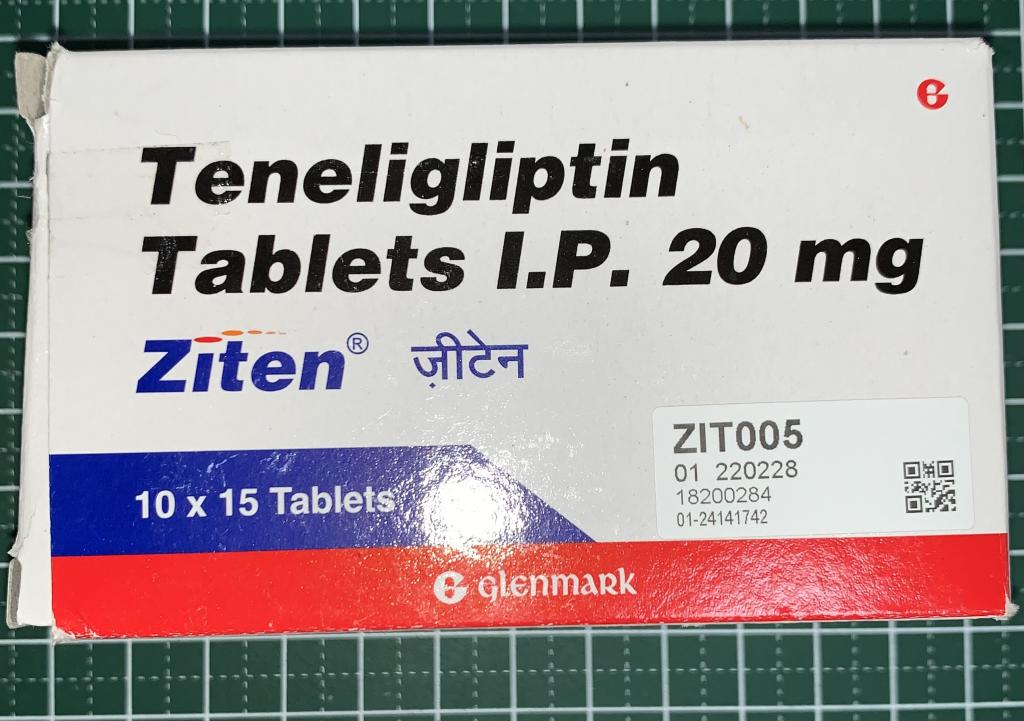 Teneligliptin
Tablets I.P. 20 mg
Ziten® ज़ीटेन
ZIT005
01 220228
18200284
01-24141742
10 x 15 Tablets
G glenmark